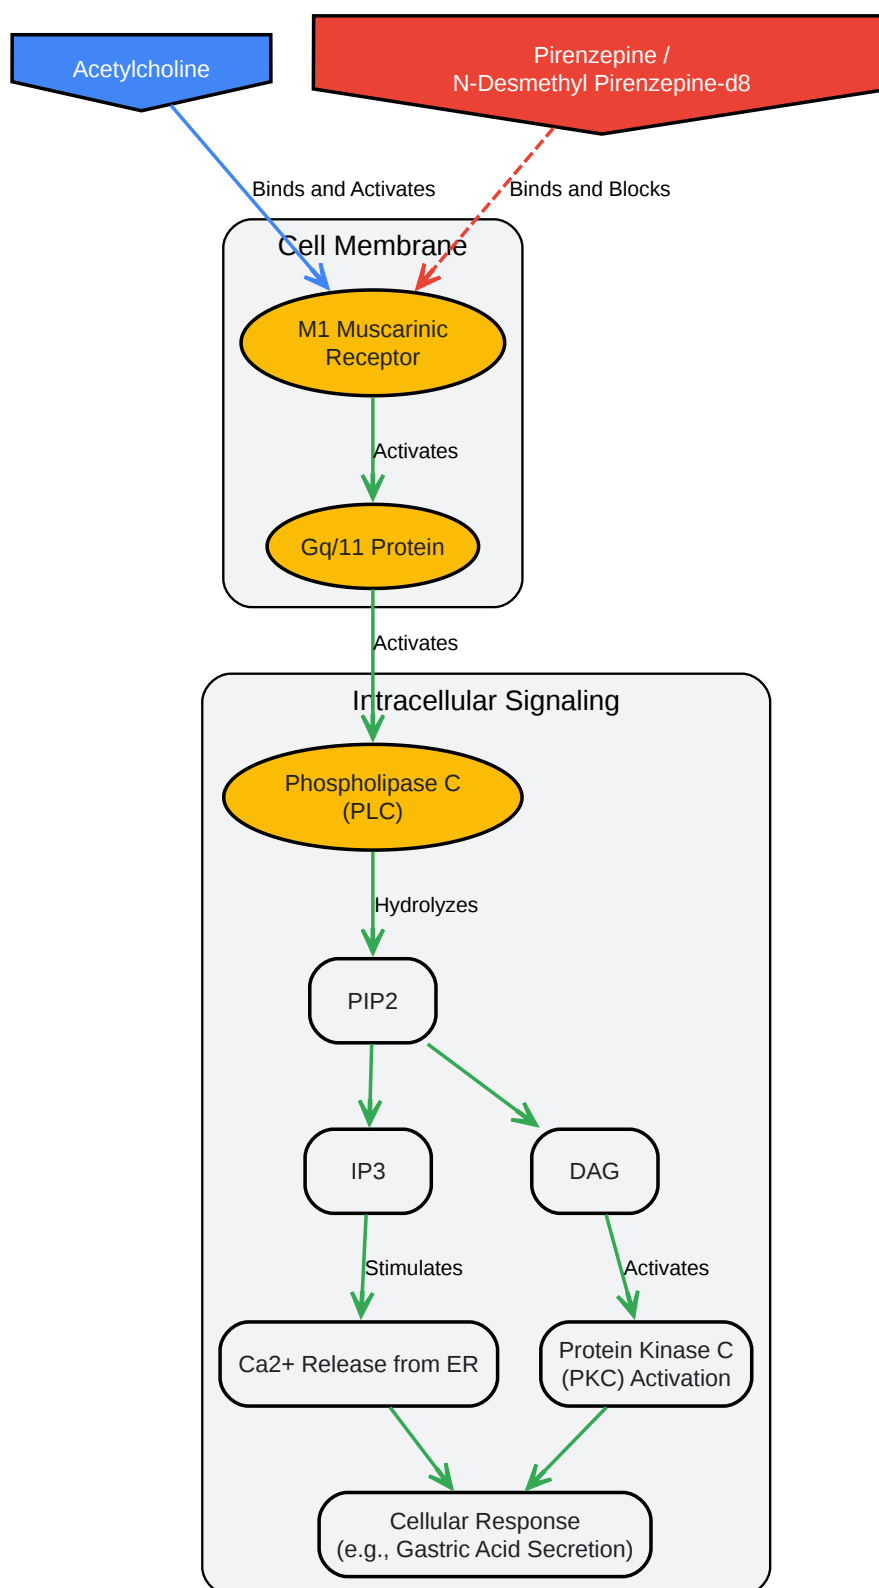 Acetylcholine
Pirenzepine /
N-Desmethyl Pirenzepine-d8
Binds and Activates
Binds and Blocks
Cell Membrane
M1 Muscarinic
Receptor
Activates
Gq/11 Protein
Activates
Intracellular Signaling
Phospholipase C
(PLC)
Hydrolyzes
PIP2
IP3
DAG
Stimulates
Activates
Ca2+ Release from ER
Protein Kinase C
(PKC) Activation
Cellular Response
(e.g., Gastric Acid Secretion)